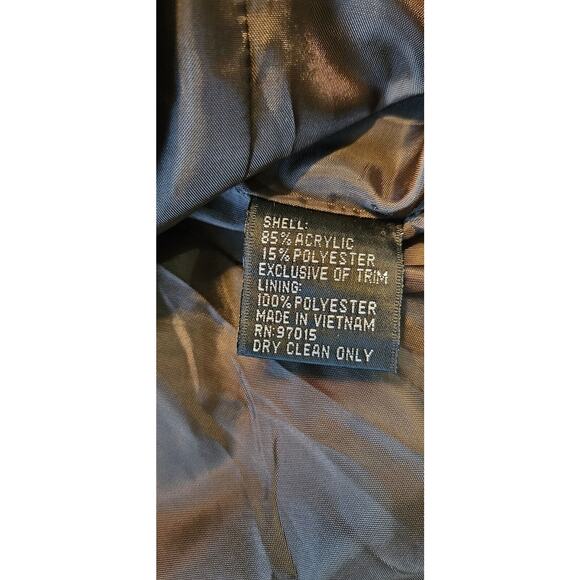 SHELL:
85% ACRYLIC
15% POLYESTER
EXCLUSIVE OF TRIM
LINING:
100% POLYESTER
MADE IN VIETNAM
RN:97015
DRY CLEAN ONLY